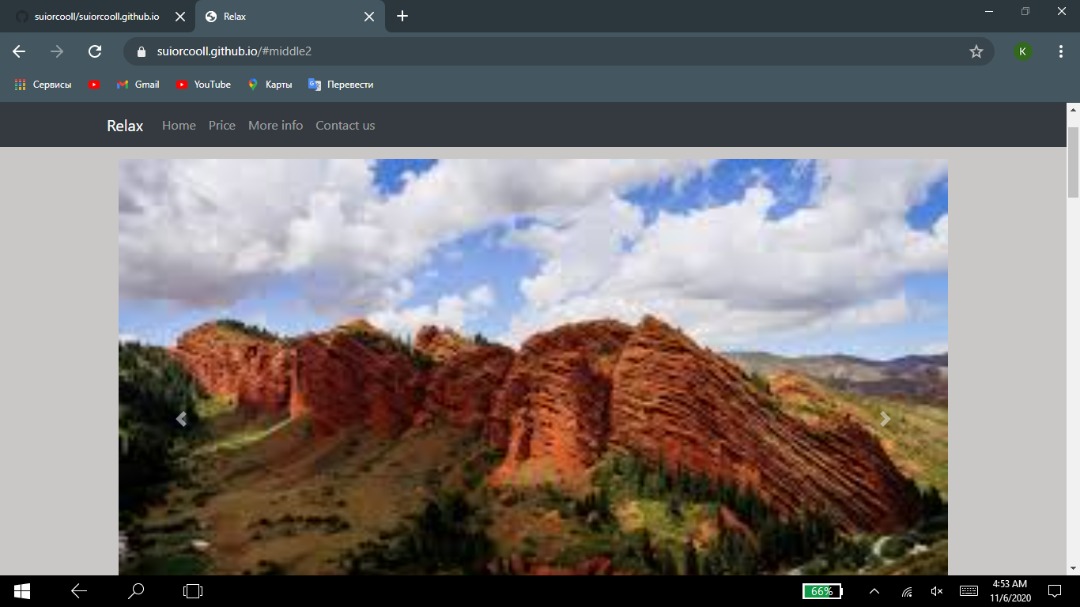 suiorcooll/suiorcooll.github.io
Relax
suiorcooll.github.io/#middle2
K
Сервисы
Gmail
YouTube
Карты
Перевести
Relax
Home
Price
More info
Contact us
66%
4:53 AM
11/6/2020